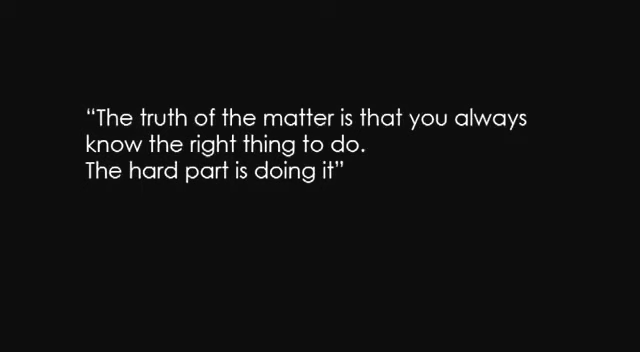 “The truth of the matter is that you always
know the right thing to do.
The hard part is doing it”